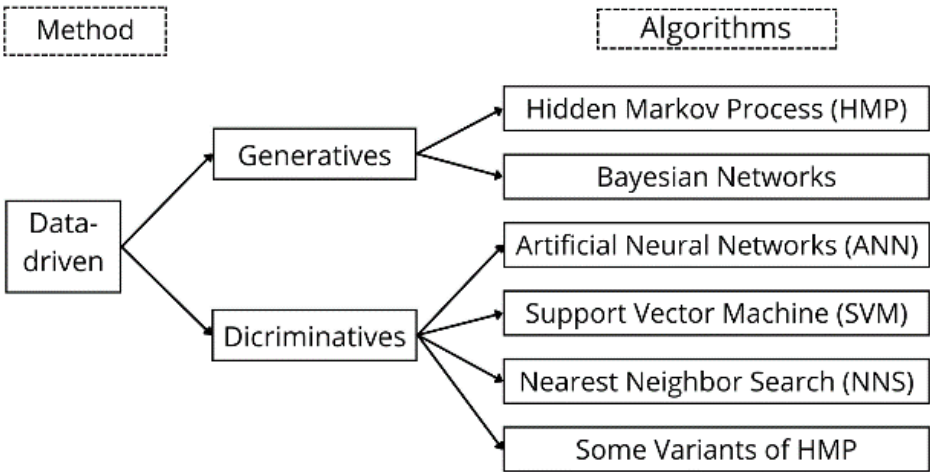 Method
Algorithms
Hidden Markov Process (HMP)
Generatives
Bayesian Networks
Data-
driven
Artificial Neural Networks (ANN)
Support Vector Machine (SVM)
Dicriminatives
Nearest Neighbor Search (NNS)
Some Variants of HMP